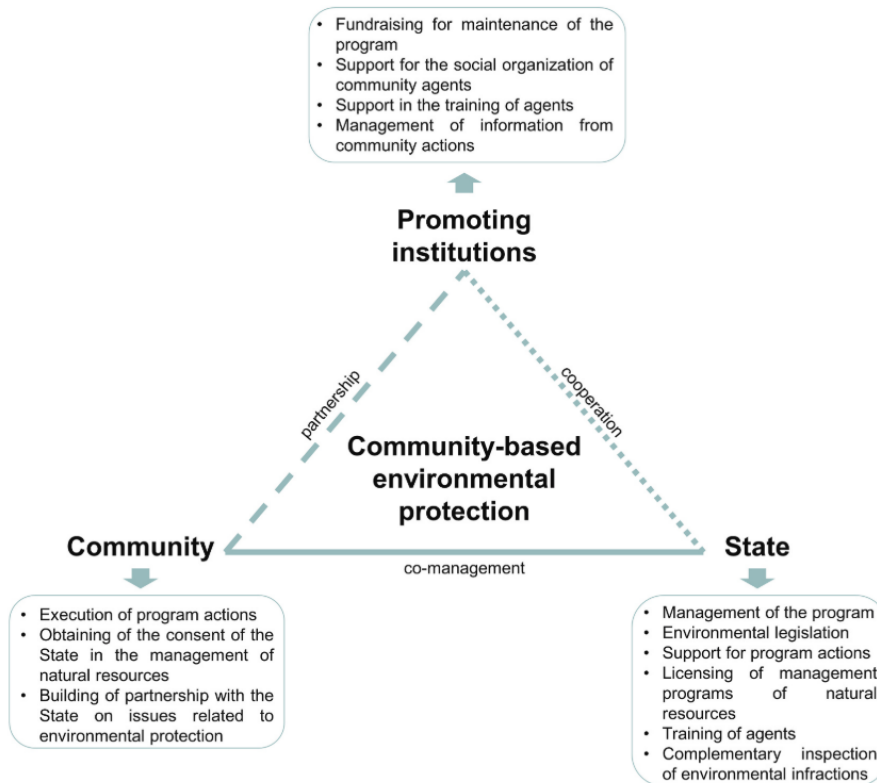 • Fundraising for maintenance of the
program
• Support for the social organization of
community agents
• Support in the training of agents
• Management of information from
community actions
Promoting
institutions
partnership
cooperation
Community-based
environmental
protection
Community
State
co-management
• Execution of program actions
• Obtaining of the consent of the
State in the management of
natural resources
• Building of partnership with the
State on issues related to
environmental protection
• Management of the program
• Environmental legislation
• Support for program actions
• Licensing of management
programs of natural
resources
• Training of agents
• Complementary inspection
of environmental infractions